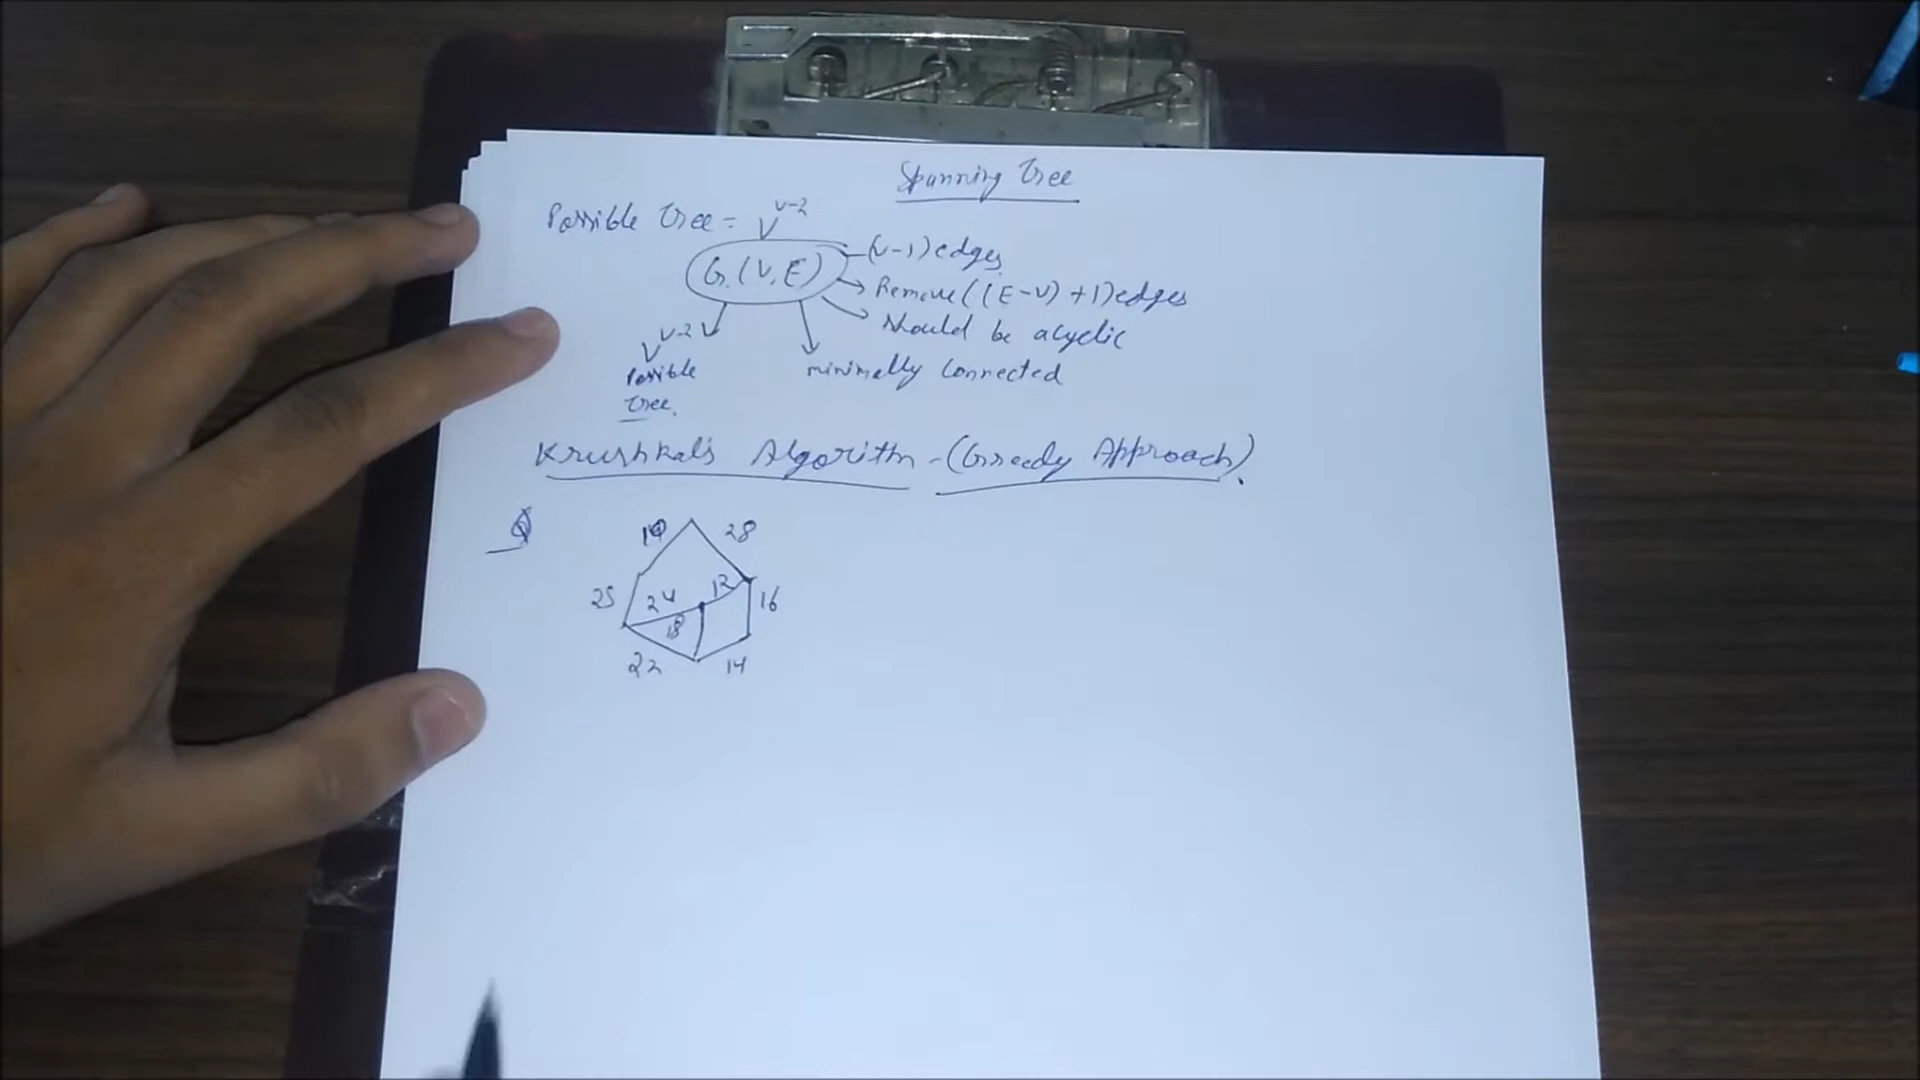 Spanning Tree
Possible Tree = V^v-2
G(V, E)
(v-1) edges
Remove ((E-V) + 1) edges
Should be acyclic
minimally connected
V^v-2
Possible
Tree.
Krushkal's Algorithm - (Greedy Approach).
Q
28
25
24
12
16
18
22
14